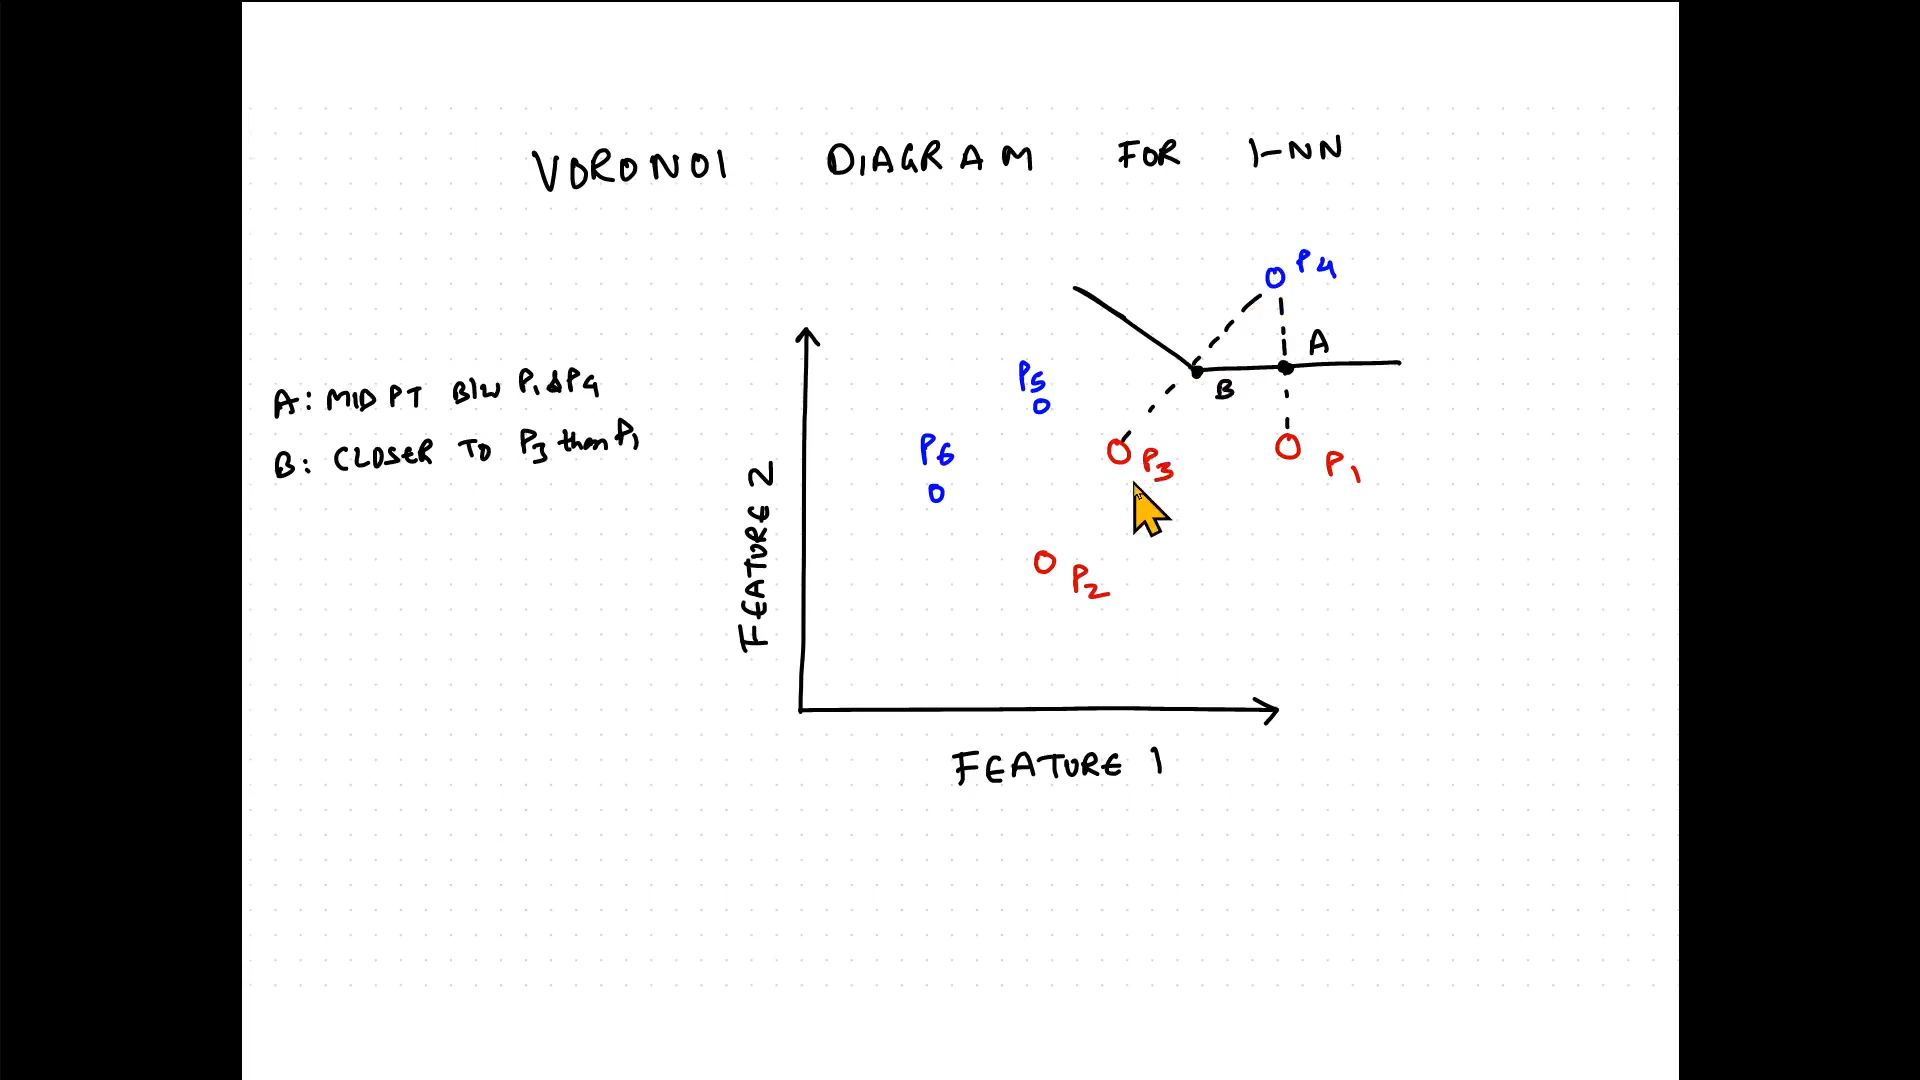 VORONOI DIAGRAM FOR 1-NN
P4
A
P5
B
A: MID PT B/W P1 & P4
B: CLOSER TO P3 than P1
P6
P3
P1
P2
FEATURE 2
FEATURE 1